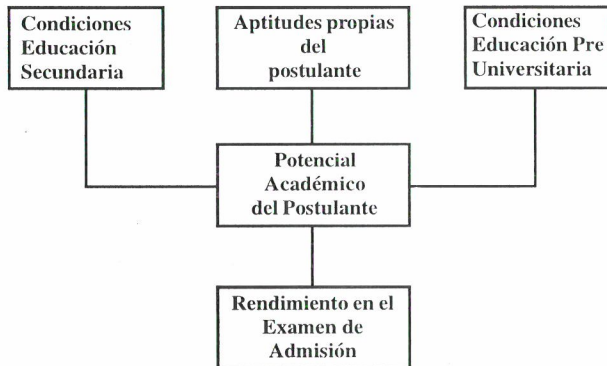 Condiciones
Educación
Secundaria
Aptitudes propias
del
postulante
Condiciones
Educación Pre
Universitaria
Potencial
Académico
del Postulante
Rendimiento en el
Examen de
Admisión